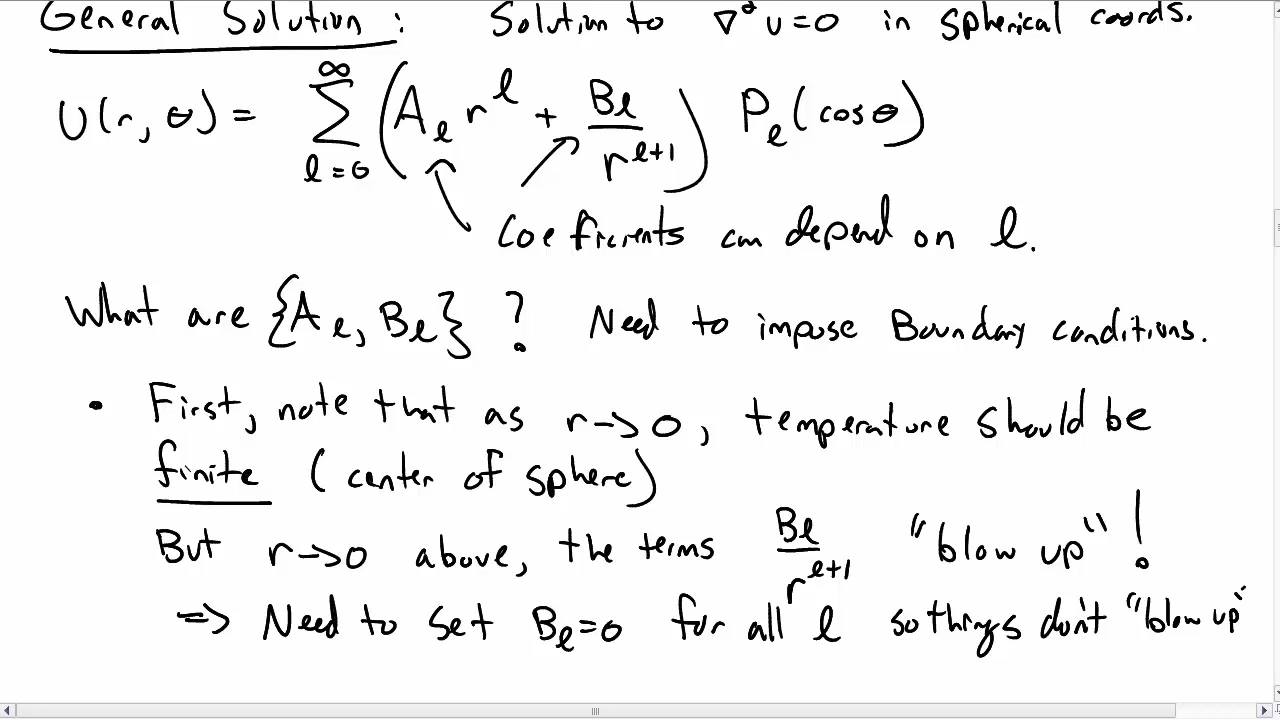 General Solution : Solution to ∇²u=0 in spherical coords.
U(r, θ) = ∞ Σ l=0 (A_l r^l + B_l / r^{l+1}) P_l(cosθ)
Coefficients can depend on l.
What are {A_l, B_l} ? Need to impose Boundary conditions.
• First, note that as r→0, temperature should be
finite (center of sphere)
But r→0 above, the terms B_l / r^{l+1} "blow up" !
⇒ Need to set B_l=0 for all l so things don't "blow up"